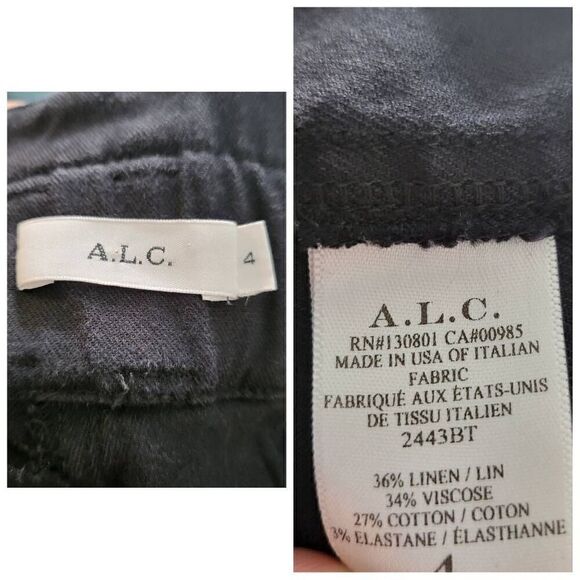 A.L.C.
4
A.L.C.
RN#130801 CA#00985
MADE IN USA OF ITALIAN
FABRIC
FABRIQUÉ AUX ÉTATS-UNIS
DE TISSU ITALIEN
2443BT
36% LINEN / LIN
34% VISCOSE
27% COTTON / COTON
3% ELASTANE / ÉLASTHANNE